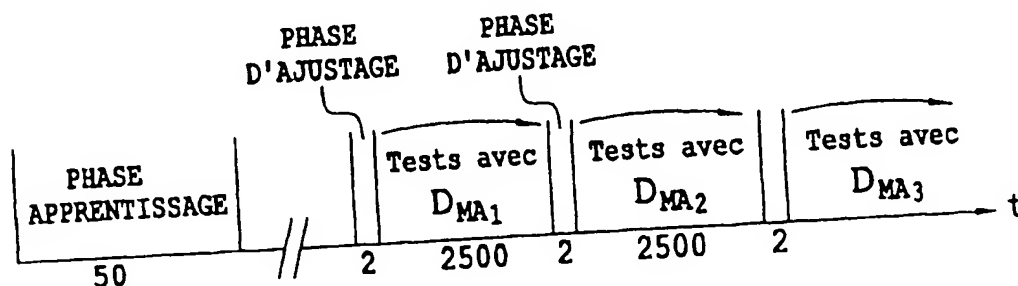 PHASE
D'AJUSTAGE
PHASE
D'AJUSTAGE
PHASE
APPRENTISSAGE
Tests avec
DMA1
Tests avec
DMA2
Tests avec
DMA3
t
50
2
2500
2
2500
2